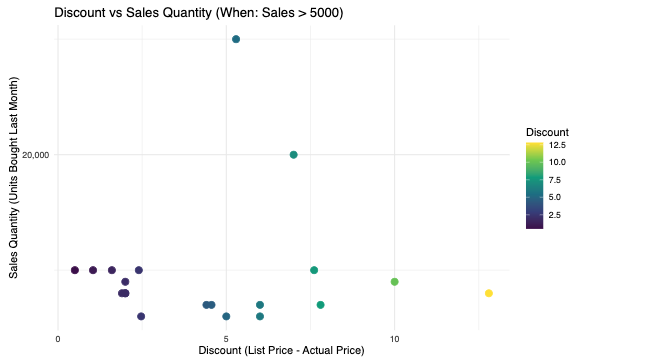 Discount vs Sales Quantity (When: Sales > 5000)
Sales Quantity (Units Bought Last Month)
20,000
0
5
10
Discount (List Price - Actual Price)
Discount
12.5
10.0
7.5
5.0
2.5